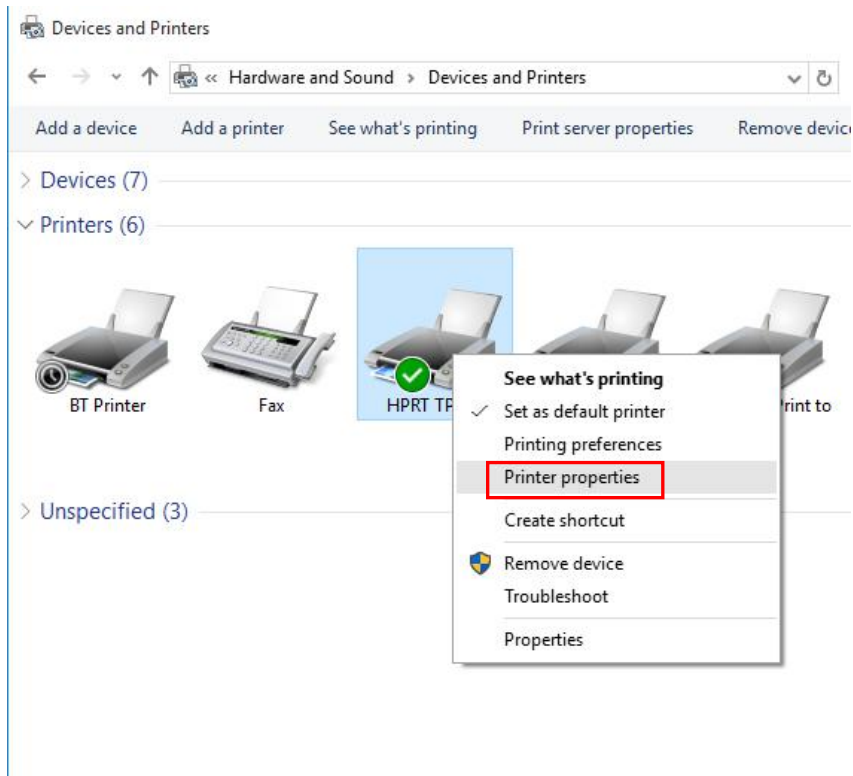 Devices and Printers
« Hardware and Sound > Devices and Printers
Add a device Add a printer See what's printing Print server properties Remove device
Devices (7)
Printers (6)
BT Printer
Fax
HPRT TP
rint to
See what's printing
Set as default printer
Printing preferences
Printer properties
Create shortcut
Remove device
Troubleshoot
Properties
Unspecified (3)